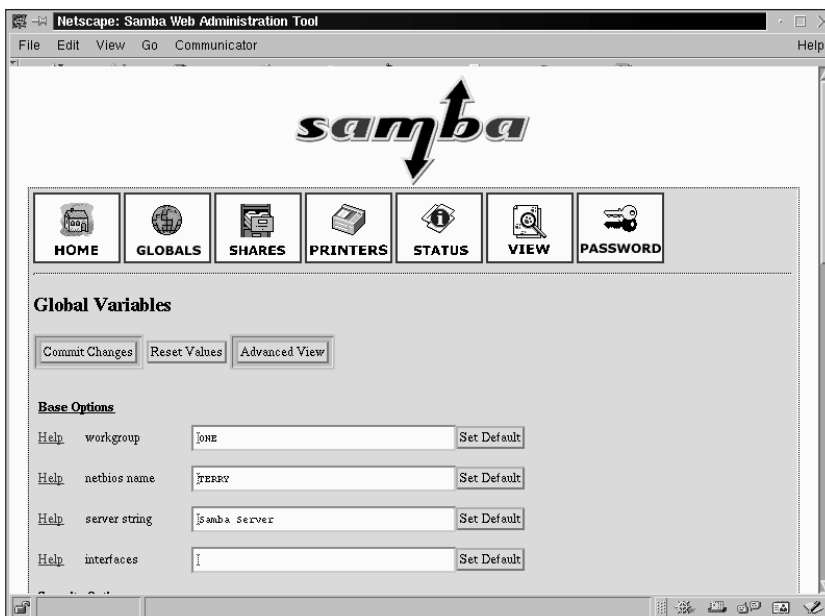 Netscape: Samba Web Administration Tool
File Edit View Go Communicator Help
samba
HOME GLOBALS SHARES PRINTERS STATUS VIEW PASSWORD
Global Variables
Commit Changes Reset Values Advanced View
Base Options
Help workgroup ONE Set Default
Help netbios name TERRY Set Default
Help server string Samba Server Set Default
Help interfaces Set Default